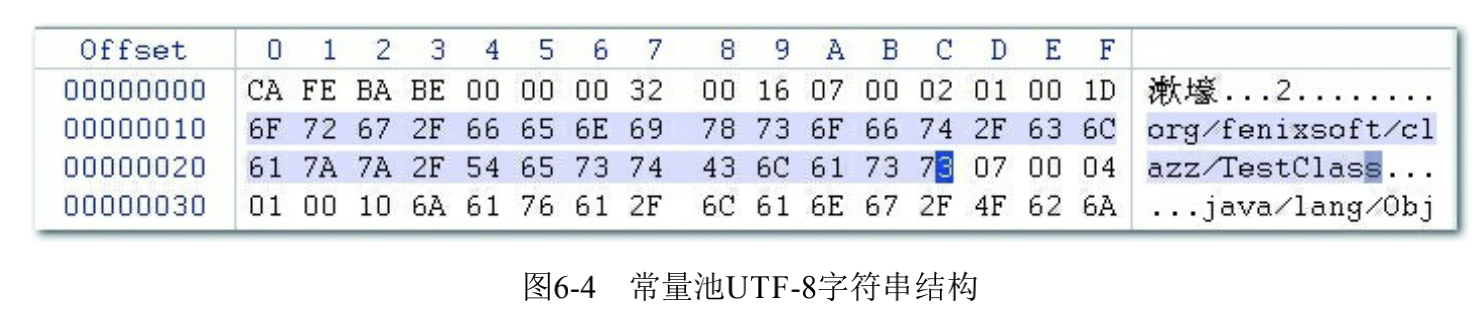 Offset 0 1 2 3 4 5 6 7 8 9 A B C D E F
00000000 CA FE BA BE 00 00 00 32 00 16 07 00 02 01 00 1D 漱壕...2........
00000010 6F 72 67 2F 66 65 6E 69 78 73 6F 66 74 2F 63 6C org/fenixsoft/cl
00000020 61 7A 7A 2F 54 65 73 74 43 6C 61 73 73 07 00 04 azz/TestClass...
00000030 01 00 10 6A 61 76 61 2F 6C 61 6E 67 2F 4F 62 6A ...java/lang/Obj
图6-4 常量池UTF-8字符串结构